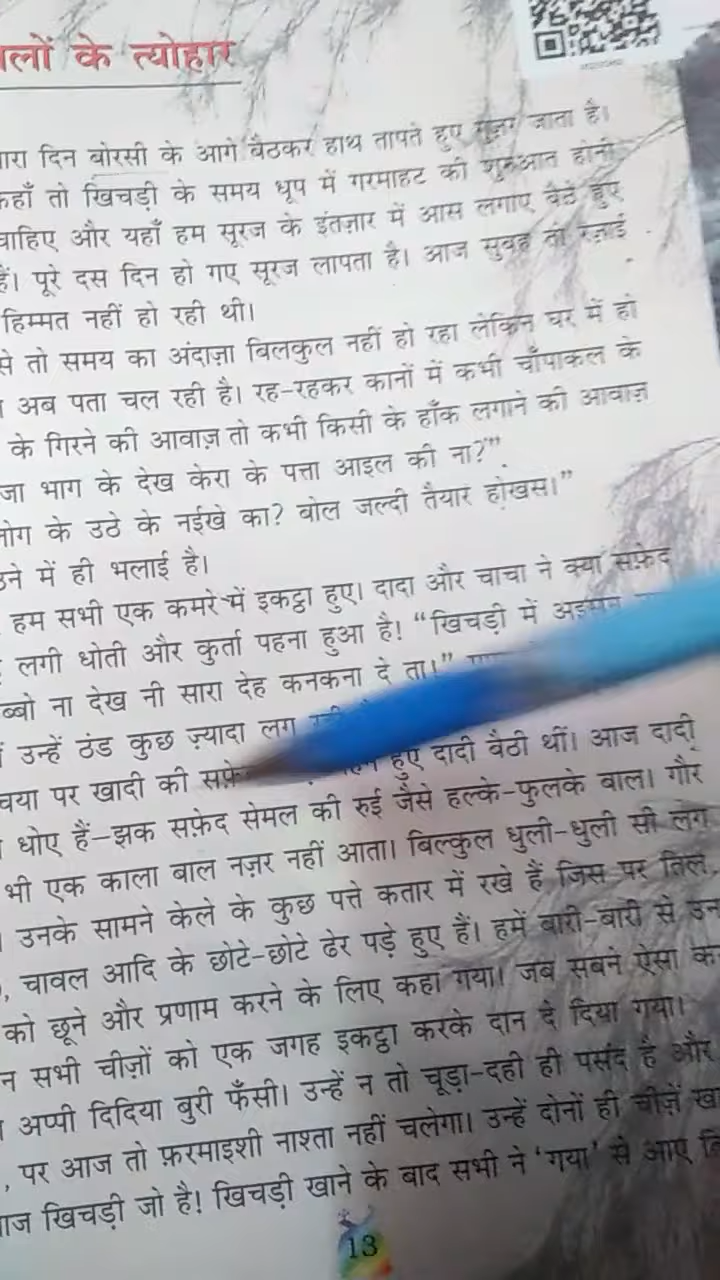 के त्योहार
दिन बोरसी के आगे बैठकर हाथ तापते हुए गुज़र जाता है।
तो खिचड़ी के समय धूप में गरमाहट की शुरुआत होनी
और यहाँ हम सूरज के इंतज़ार में आस लगाए बैठे हुए
पूरे दस दिन हो गए सूरज लापता है। आज सुबह तो रज़ाई
हिम्मत नहीं हो रही थी।
तो समय का अंदाज़ा बिलकुल नहीं हो रहा लेकिन घर में हो
अब पता चल रही है। रह-रहकर कानों में कभी चाँपाकल के
के गिरने की आवाज़ तो कभी किसी के हाँक लगाने की आवाज़
जा भाग के देख केरा के पत्ता आइल की ना?”
के उठे के नईखे का? बोल जल्दी तैयार होखस।”
में ही भलाई है।
हम सभी एक कमरे में इकट्ठा हुए। दादा और चाचा ने क्या सफ़ेद
लगी धोती और कुर्ता पहना हुआ है! “खिचड़ी में
ना देख नी सारा देह कनकना दे ता।”
उन्हें ठंड कुछ ज़्यादा लग
पर खादी की हुए दादी वैठी थीं। आज दादी
धोए हैं–झक सफ़ेद सेमल की रुई जैसे हल्के-फुलके बाल। गौर
भी एक काला बाल नज़र नहीं आता। बिल्कुल धुली-धुली सी लग
उनके सामने केले के कुछ पत्ते कतार में रखे हैं जिस पर तिल,
चावल आदि के छोटे-छोटे ढेर पड़े हुए हैं। हमें बारी-बारी से
को छूने और प्रणाम करने के लिए कहा गया। जब सबने ऐसा
सभी चीज़ों को एक जगह इकट्ठा करके दान दे दिया गया।
अप्पी दिदिया बुरी फँसी। उन्हें न तो चूड़ा-दही ही पसंद है और
, पर आज तो फ़रमाइशी नाश्ता नहीं चलेगा। उन्हें दोनों ही चीज़ें
खिचड़ी जो है! खिचड़ी खाने के बाद सभी ने ‘गया’ से आए
13